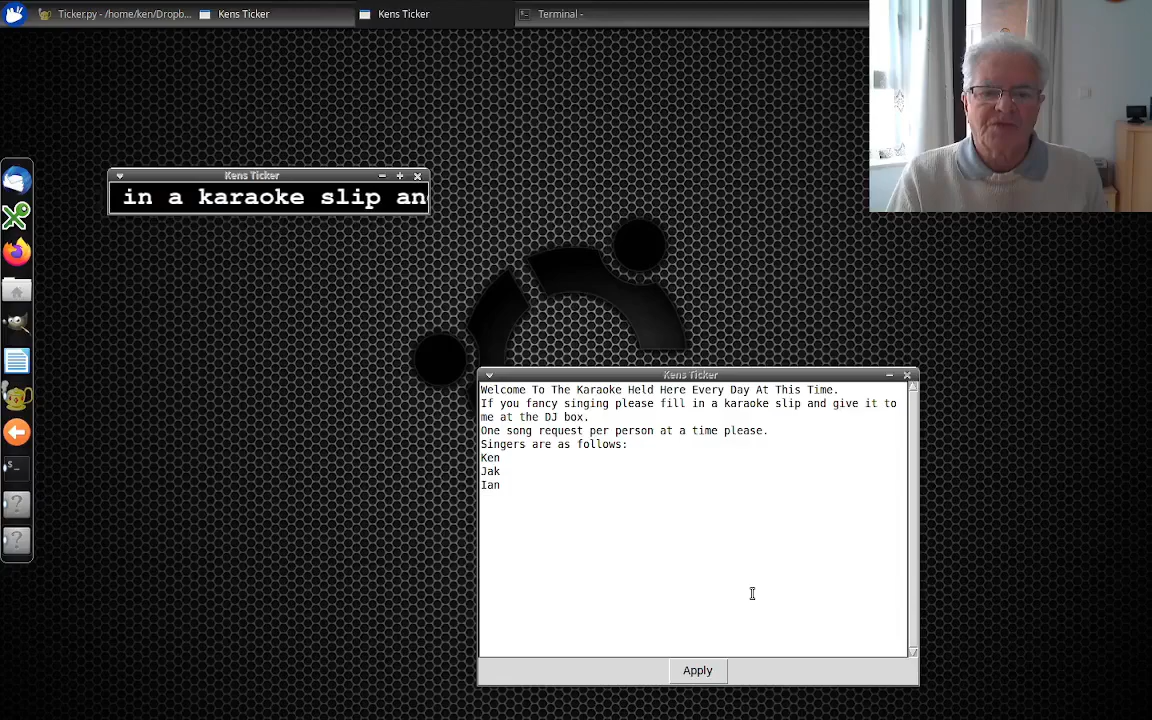 Ticker.py - /home/ken/Dropb...
Kens Ticker
Kens Ticker
Terminal -
Kens Ticker
in a karaoke slip an
Kens Ticker
Welcome To The Karaoke Held Here Every Day At This Time.
If you fancy singing please fill in a karaoke slip and give it to
me at the DJ box.
One song request per person at a time please.
Singers are as follows:
Ken
Jak
Ian
Apply